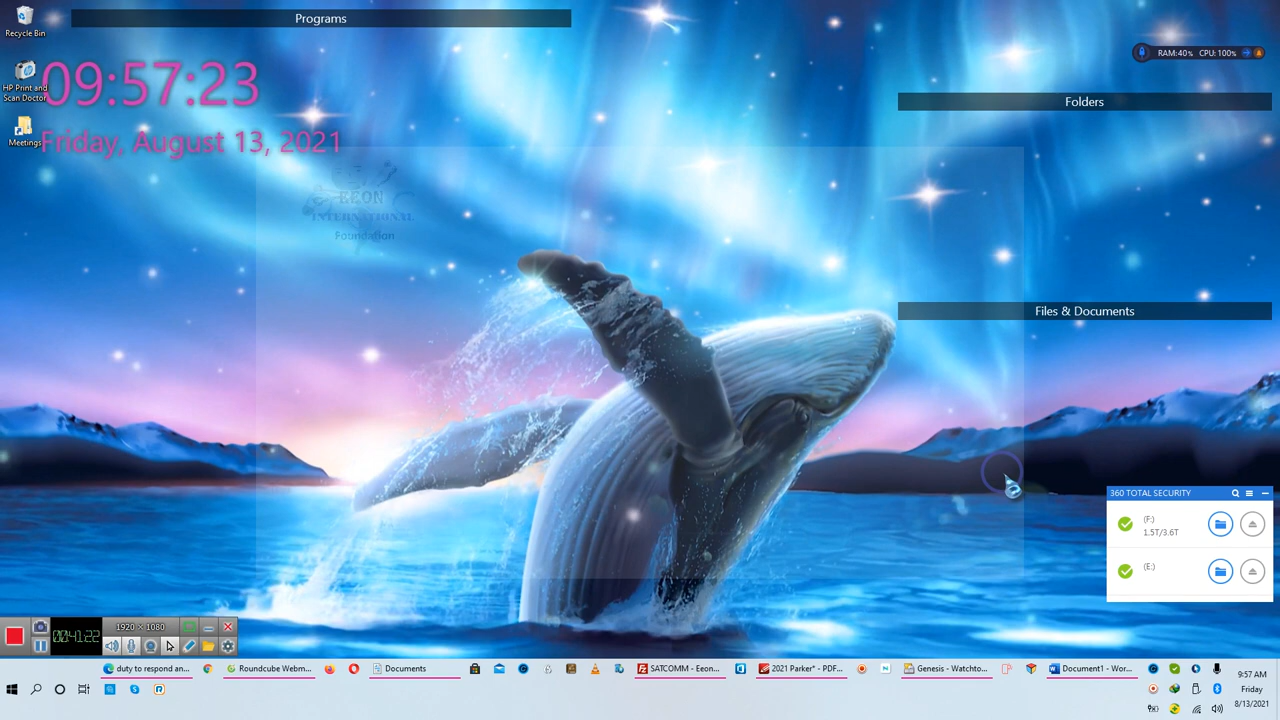 Programs
Recycle Bin
RAM:40% CPU: 100%
09:57:23
HP Print and
Scan Doctor
Folders
Friday, August 13, 2021
Meetings
EEON
INTERNATIONAL
Foundation
Files & Documents
360 TOTAL SECURITY
(F:)
1.5T/3.6T
(E:)
1920 × 1080
00:41:22
duty to respond an...
Roundcube Webm...
Documents
SATCOMM - Eeon...
2021 Parker* - PDF...
Genesis - Watchto...
Document1 - Wor...
9:57 AM
Friday
8/13/2021